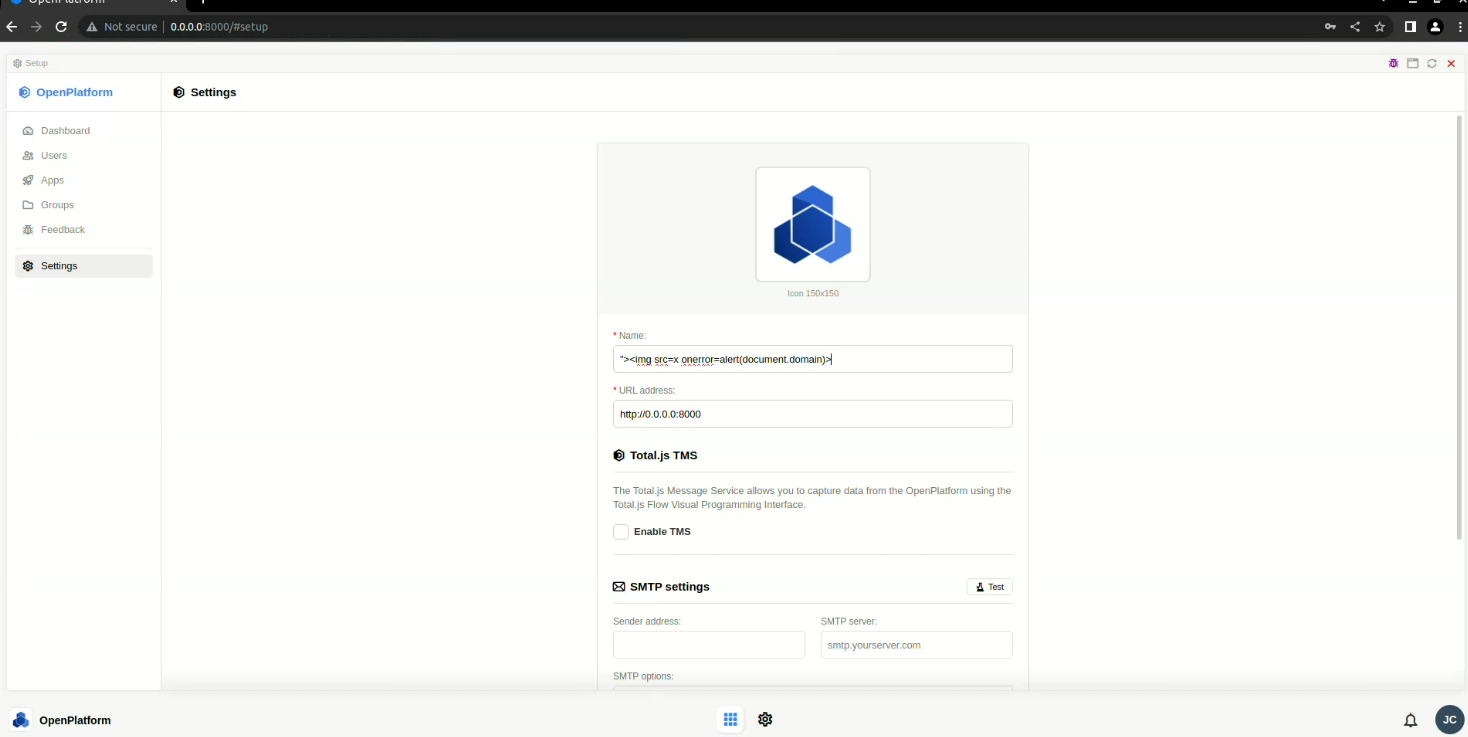 OpenPlatform
Not secure
0.0.0.0:8000/#setup
Setup
OpenPlatform
Settings
Dashboard
Users
Apps
Groups
Feedback
Settings
Icon 150x150
* Name:
"><img src=x onerror=alert(document.domain)>
* URL address:
http://0.0.0.0:8000
Total.js TMS
The Total.js Message Service allows you to capture data from the OpenPlatform using the
Total.js Flow Visual Programming Interface.
Enable TMS
SMTP settings
Test
Sender address:
SMTP server:
smtp.yourserver.com
SMTP options:
OpenPlatform
JC